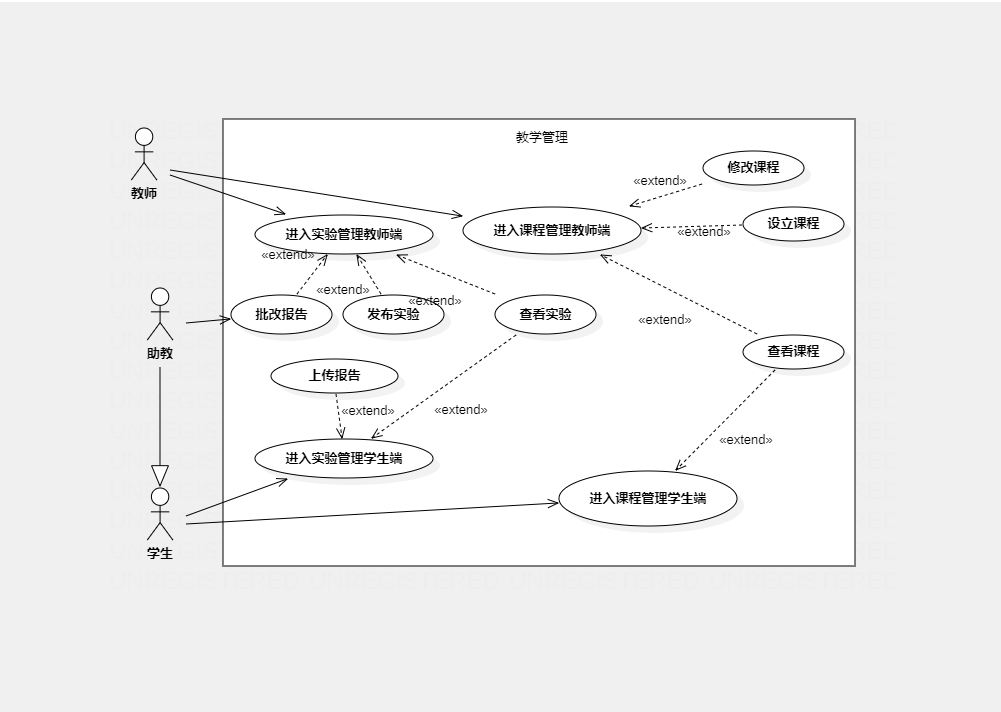 教学管理
教师
修改课程
«extend»
设立课程
«extend»
进入实验管理教师端
进入课程管理教师端
«extend»
«extend»
«extend»
助教
批改报告
发布实验
查看实验
«extend»
查看课程
上传报告
«extend»
«extend»
«extend»
进入实验管理学生端
进入课程管理学生端
学生
UNREGISTERED UNREGISTERED UNREGISTERED UNREGISTERED